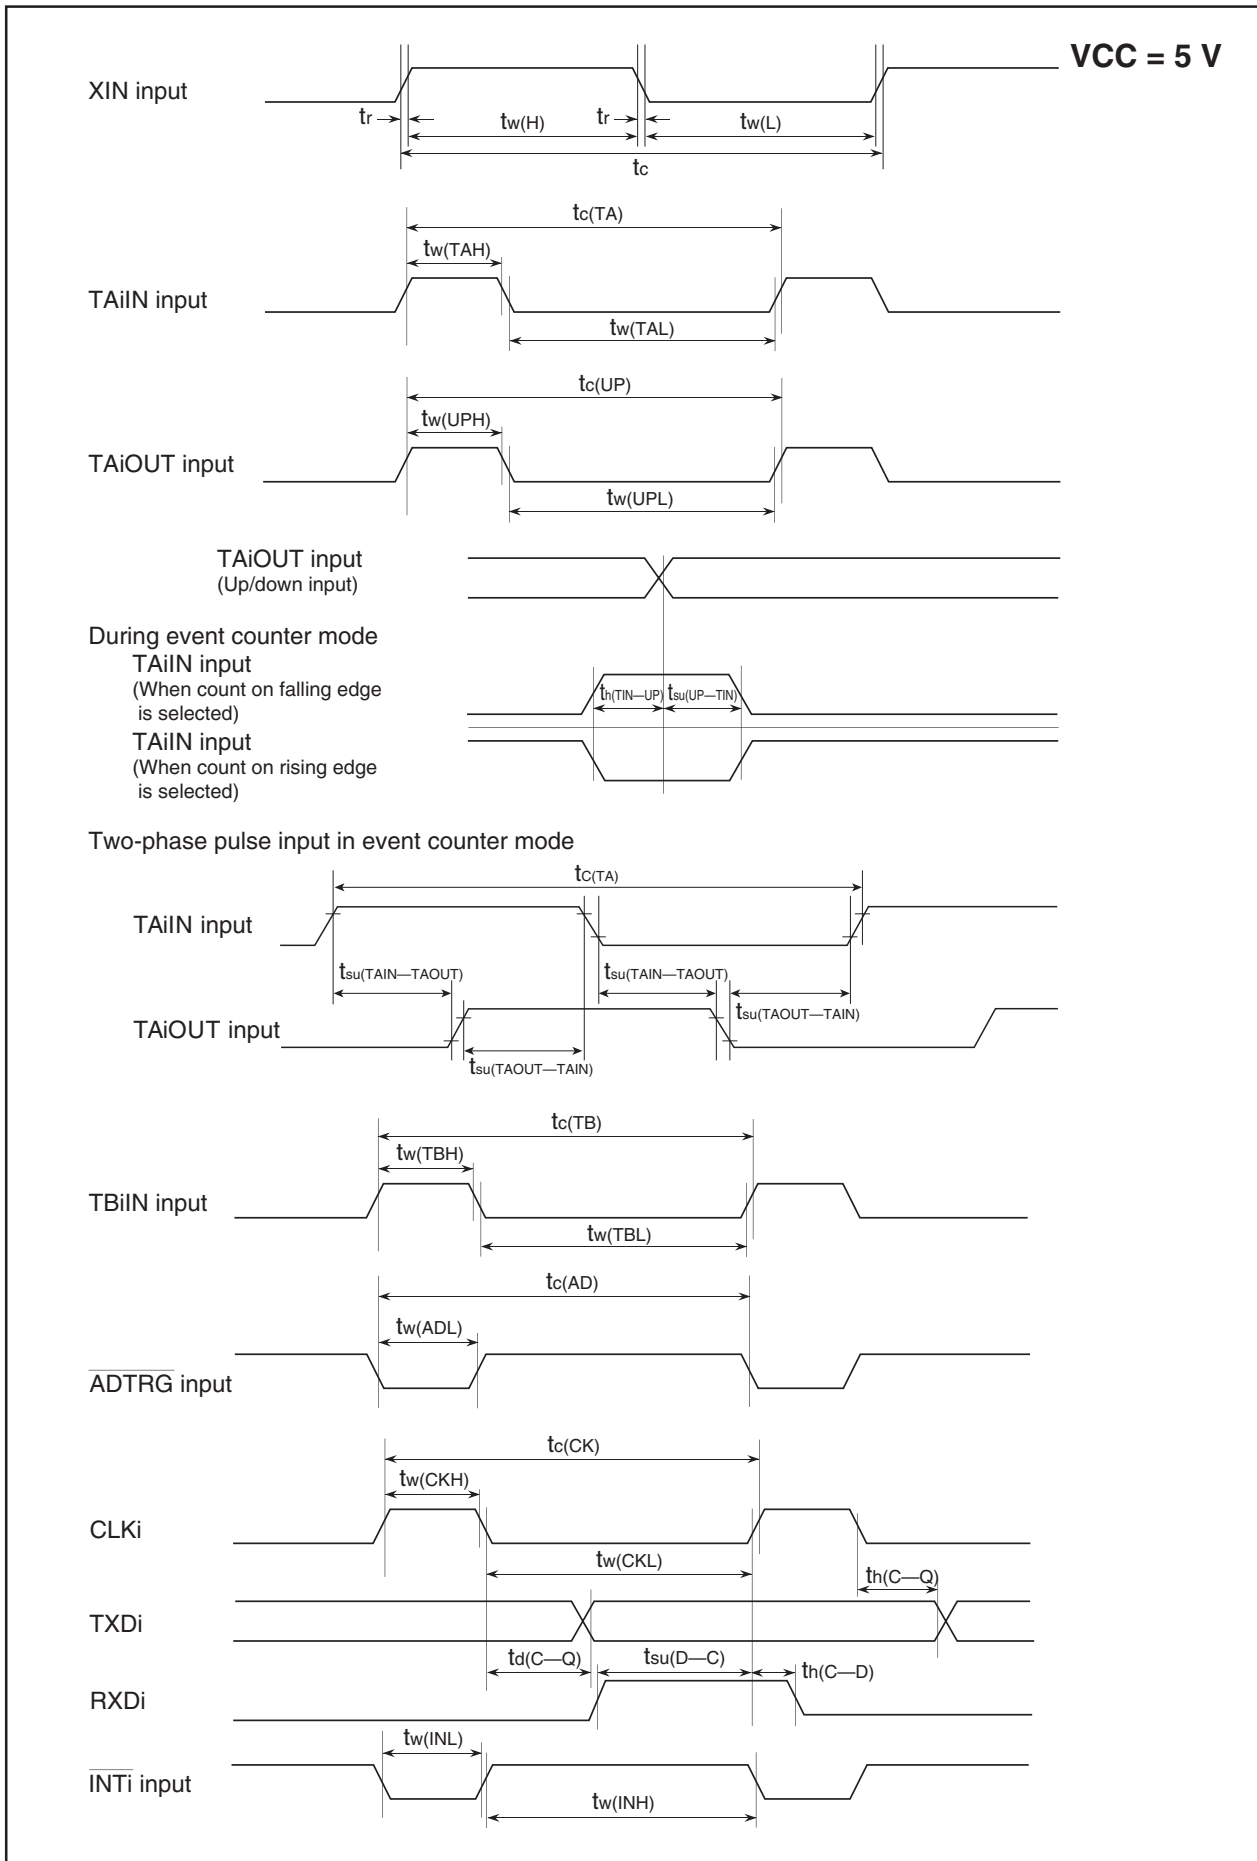 VCC = 5 V
XIN input
tr
tw(H)
tr
tw(L)
tc
tc(TA)
tw(TAH)
TAiIN input
tw(TAL)
tc(UP)
tw(UPH)
TAiOUT input
tw(UPL)
TAiOUT input
(Up/down input)
During event counter mode
TAiIN input
(When count on falling edge
is selected)
th(TIN—UP)
tsu(UP—TIN)
TAiIN input
(When count on rising edge
is selected)
Two-phase pulse input in event counter mode
tC(TA)
TAiIN input
tsu(TAIN—TAOUT)
tsu(TAIN—TAOUT)
tsu(TAOUT—TAIN)
TAiOUT input
tsu(TAOUT—TAIN)
tc(TB)
tw(TBH)
TBiIN input
tw(TBL)
tc(AD)
tw(ADL)
ADTRG input
tc(CK)
tw(CKH)
CLKi
tw(CKL)
th(C—Q)
TXDi
td(C—Q)
tsu(D—C)
th(C—D)
RXDi
tw(INL)
INTi input
tw(INH)